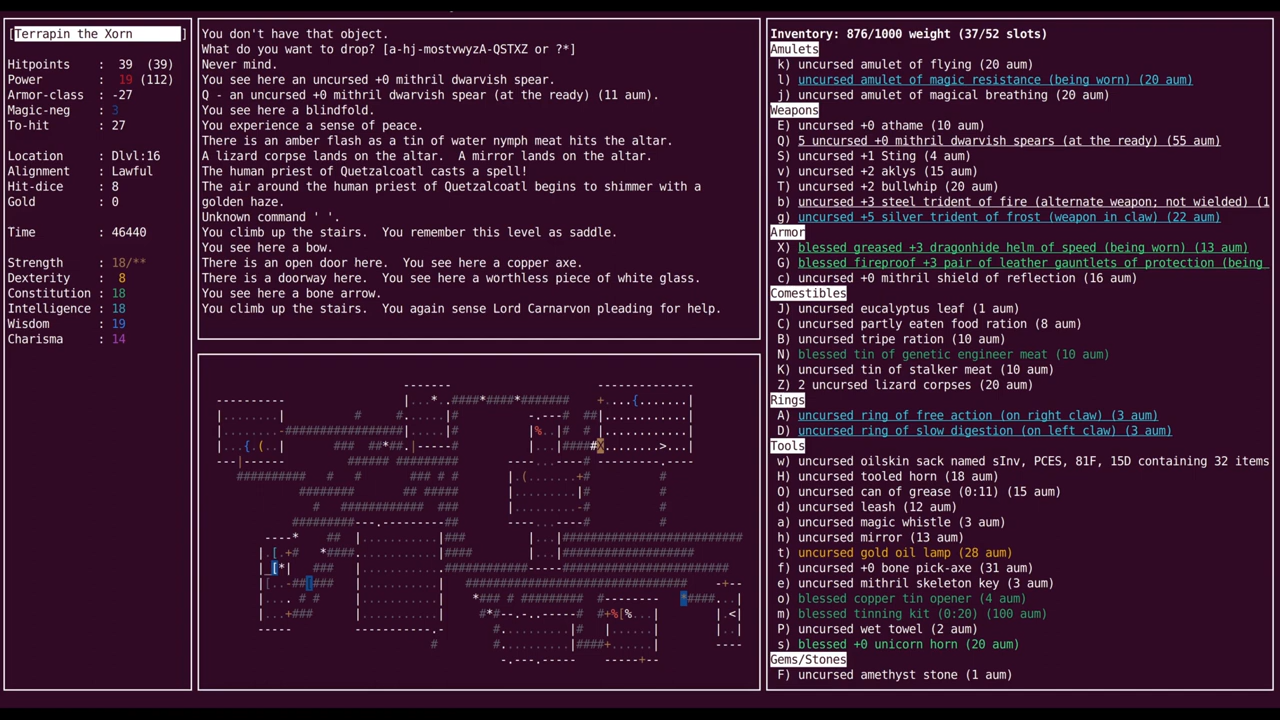 [Terrapin the Xorn ]
Hitpoints : 39 (39)
Power : 19 (112)
Armor-class : -27
Magic-neg : 3
To-hit : 27
Location : Dlvl:16
Alignment : Lawful
Hit-dice : 8
Gold : 0
Time : 46440
Strength : 18/**
Dexterity : 8
Constitution : 18
Intelligence : 18
Wisdom : 19
Charisma : 14
You don't have that object.
What do you want to drop? [a-hj-mostvwyzA-QSTXZ or ?*]
Never mind.
You see here an uncursed +0 mithril dwarvish spear.
Q - an uncursed +0 mithril dwarvish spear (at the ready) (11 aum).
You see here a blindfold.
You experience a sense of peace.
There is an amber flash as a tin of water nymph meat hits the altar.
A lizard corpse lands on the altar. A mirror lands on the altar.
The human priest of Quetzalcoatl casts a spell!
The air around the human priest of Quetzalcoatl begins to shimmer with a
golden haze.
Unknown command ' '.
You climb up the stairs. You remember this level as saddle.
You see here a bow.
There is an open door here. You see here a copper axe.
There is a doorway here. You see here a worthless piece of white glass.
You see here a bone arrow.
You climb up the stairs. You again sense Lord Carnarvon pleading for help.
Inventory: 876/1000 weight (37/52 slots)
Amulets
k) uncursed amulet of flying (20 aum)
l) uncursed amulet of magic resistance (being worn) (20 aum)
j) uncursed amulet of magical breathing (20 aum)
Weapons
E) uncursed +0 athame (10 aum)
Q) 5 uncursed +0 mithril dwarvish spears (at the ready) (55 aum)
S) uncursed +1 Sting (4 aum)
v) uncursed +2 aklys (15 aum)
T) uncursed +2 bullwhip (20 aum)
b) uncursed +3 steel trident of fire (alternate weapon; not wielded) (1
g) uncursed +5 silver trident of frost (weapon in claw) (22 aum)
Armor
X) blessed greased +3 dragonhide helm of speed (being worn) (13 aum)
G) blessed fireproof +3 pair of leather gauntlets of protection (being
c) uncursed +0 mithril shield of reflection (16 aum)
Comestibles
J) uncursed eucalyptus leaf (1 aum)
C) uncursed partly eaten food ration (8 aum)
B) uncursed tripe ration (10 aum)
N) blessed tin of genetic engineer meat (10 aum)
K) uncursed tin of stalker meat (10 aum)
Z) 2 uncursed lizard corpses (20 aum)
Rings
A) uncursed ring of free action (on right claw) (3 aum)
D) uncursed ring of slow digestion (on left claw) (3 aum)
Tools
w) uncursed oilskin sack named sInv, PCES, 81F, 15D containing 32 items
H) uncursed tooled horn (18 aum)
O) uncursed can of grease (0:11) (15 aum)
d) uncursed leash (12 aum)
a) uncursed magic whistle (3 aum)
h) uncursed mirror (13 aum)
t) uncursed gold oil lamp (28 aum)
f) uncursed +0 bone pick-axe (31 aum)
e) uncursed mithril skeleton key (3 aum)
o) blessed copper tin opener (4 aum)
m) blessed tinning kit (0:20) (100 aum)
P) uncursed wet towel (2 aum)
s) blessed +0 unicorn horn (20 aum)
Gems/Stones
F) uncursed amethyst stone (1 aum)